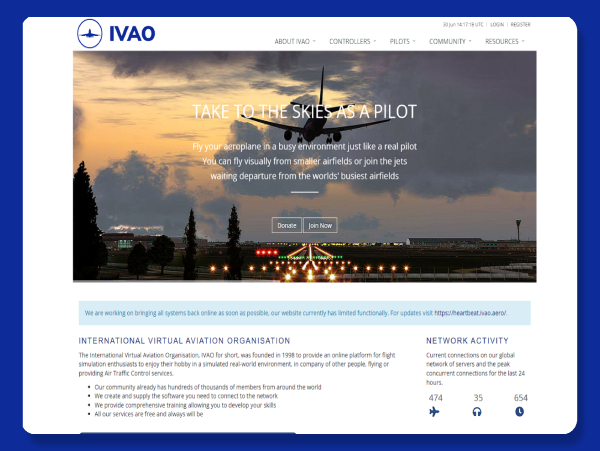 30 Jun 14:17:18 UTC | LOGIN | REGISTER
IVAO
ABOUT IVAO CONTROLLERS PILOTS COMMUNITY RESOURCES
TAKE TO THE SKIES AS A PILOT
Fly your aeroplane in a busy environment just like a real pilot
You can fly visually from smaller airfields or join the jets
waiting departure from the worlds' busiest airfields
Donate Join Now
We are working on bringing all systems back online as soon as possible, our website currently has limited functionally. For updates visit https://heartbeat.ivao.aero/.
INTERNATIONAL VIRTUAL AVIATION ORGANISATION
The International Virtual Aviation Organisation, IVAO for short, was founded in 1998 to provide an online platform for flight
simulation enthusiasts to enjoy their hobby in a simulated real-world environment, in company of other people, flying or
providing Air Traffic Control services.
• Our community already has hundreds of thousands of members from around the world
• We create and supply the software you need to connect to the network
• We provide comprehensive training allowing you to develop your skills
• All our services are free and always will be
NETWORK ACTIVITY
Current connections on our global
network of servers and the peak
concurrent connections for the last 24
hours.
474 35 654